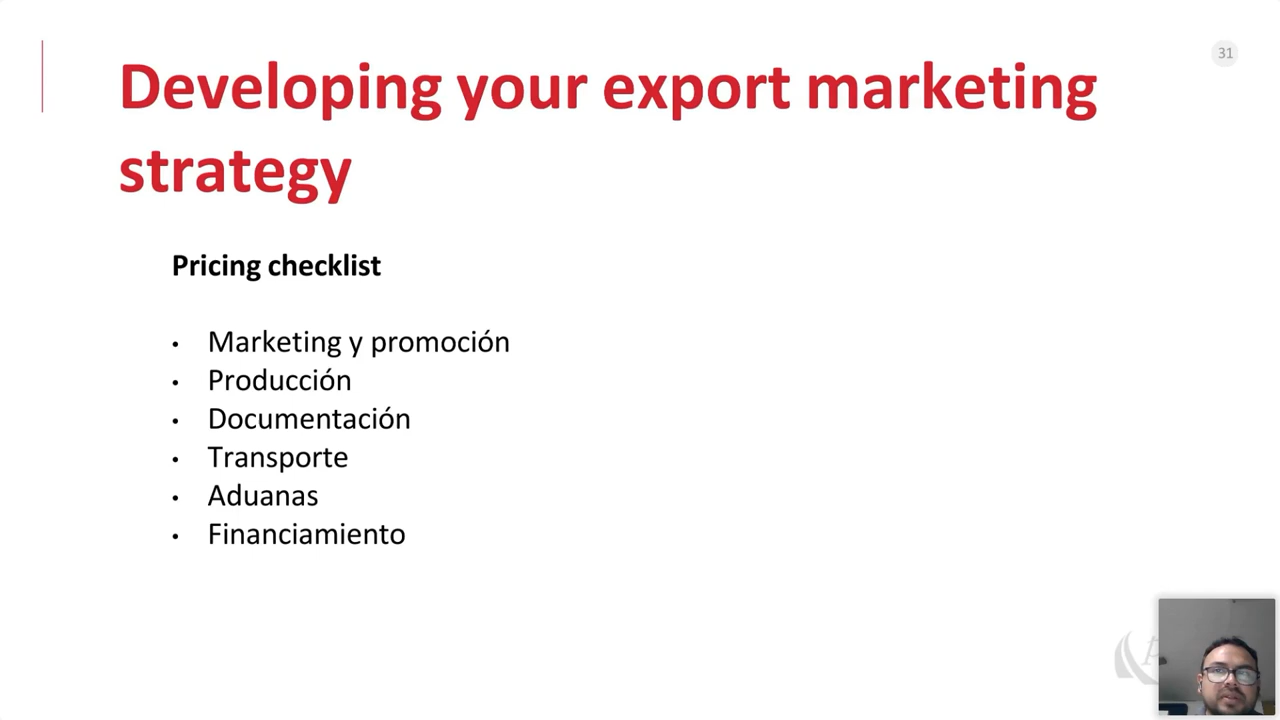 31
Developing your export marketing
strategy
Pricing checklist
• Marketing y promoción
• Producción
• Documentación
• Transporte
• Aduanas
• Financiamiento